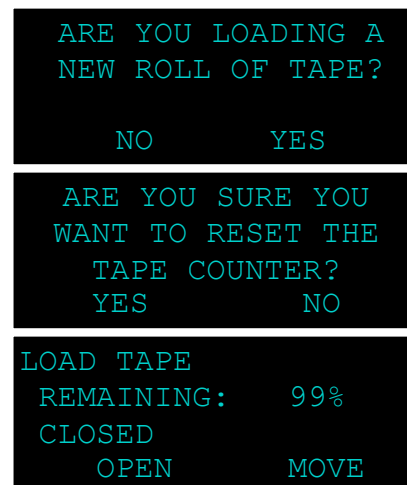 ARE YOU LOADING A
NEW ROLL OF TAPE?
NO YES
ARE YOU SURE YOU
WANT TO RESET THE
TAPE COUNTER?
YES NO
LOAD TAPE
REMAINING: 99%
CLOSED
OPEN MOVE